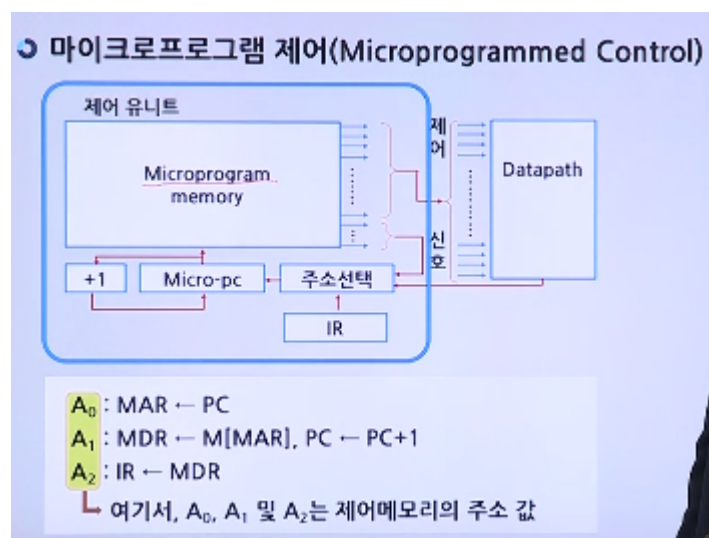 마이크로프로그램 제어(Microprogrammed Control)
제어 유니트
Microprogram
memory
제
어
신
호
Datapath
+1
Micro-pc
주소선택
IR
A₀ : MAR ← PC
A₁ : MDR ← M[MAR], PC ← PC+1
A₂ : IR ← MDR
여기서, A₀, A₁ 및 A₂는 제어메모리의 주소 값